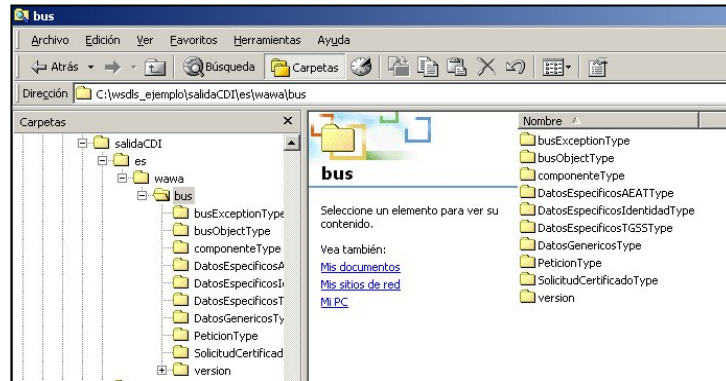 bus
Archivo Edición Ver Favoritos Herramientas Ayuda
Atrás Búsqueda Carpetas
Dirección C:\wsdls_ejemplo\salidaCDI\es\wawa\bus
Carpetas
salidaCDI
es
wawa
bus
busExceptionType
busObjectType
componenteType
DatosEspecificosA
DatosEspecificosI
DatosEspecificosT
DatosGenericosTy
PeticionType
SolicitudCertificad
version
bus
Seleccione un elemento para ver su
contenido.
Vea también:
Mis documentos
Mis sitios de red
Mi PC
Nombre
busExceptionType
busObjectType
componenteType
DatosEspecificosAEATType
DatosEspecificosIdentidadType
DatosEspecificosTGSSType
DatosGenericosType
PeticionType
SolicitudCertificadoType
version